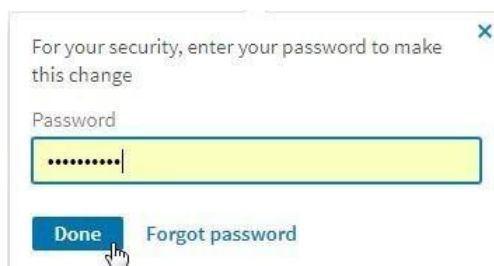 For your security, enter your password to make
this change
Password
••••••••••
Done Forgot password